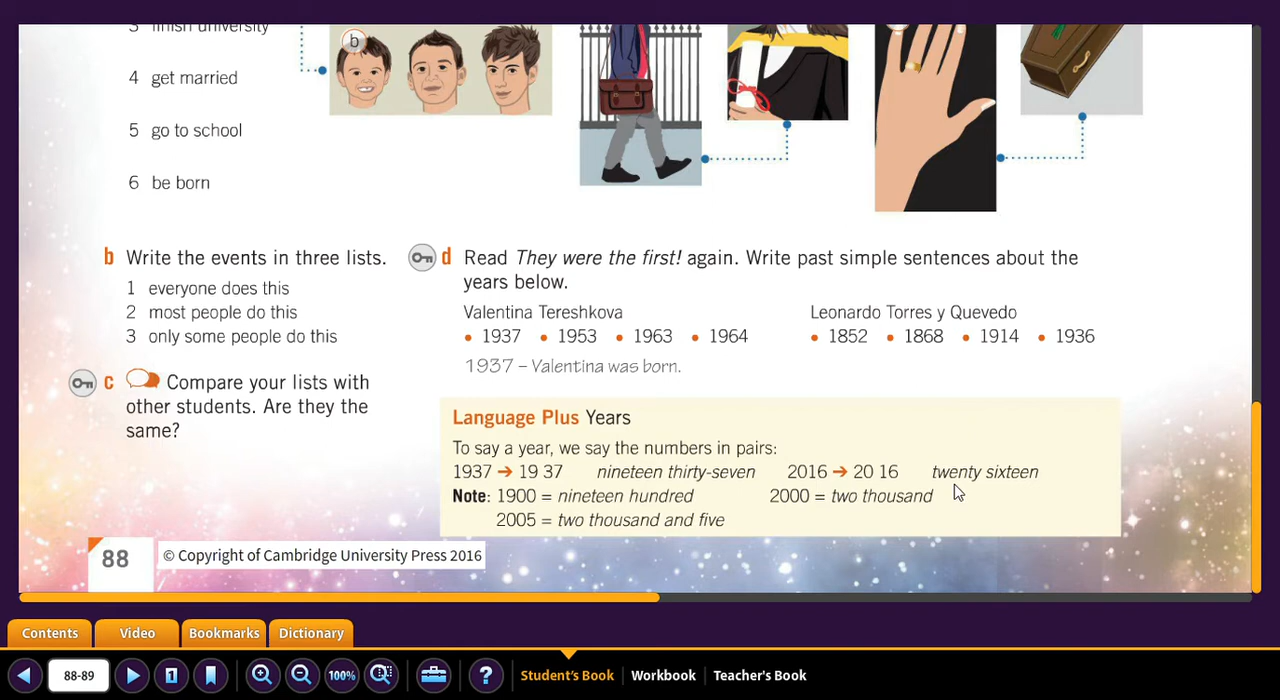 3 finish university
b
4 get married
5 go to school
6 be born
b Write the events in three lists.
1 everyone does this
2 most people do this
3 only some people do this
c Compare your lists with
other students. Are they the
same?
d Read They were the first! again. Write past simple sentences about the
years below.
Valentina Tereshkova
• 1937 • 1953 • 1963 • 1964
Leonardo Torres y Quevedo
• 1852 • 1868 • 1914 • 1936
1937 – Valentina was born.
Language Plus Years
To say a year, we say the numbers in pairs:
1937 → 19 37 nineteen thirty-seven 2016 → 20 16 twenty sixteen
Note: 1900 = nineteen hundred 2000 = two thousand
2005 = two thousand and five
88 © Copyright of Cambridge University Press 2016
Contents Video Bookmarks Dictionary
88-89 1 100% ? Student's Book Workbook Teacher's Book